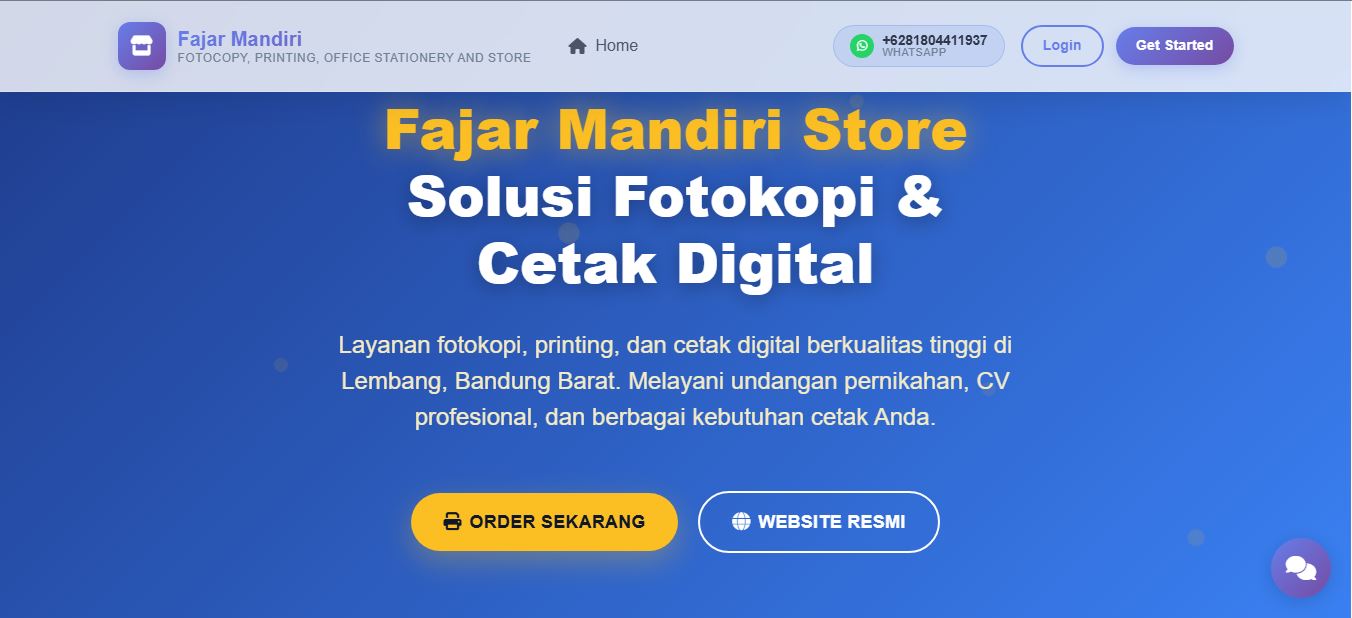 Fajar Mandiri
FOTOCOPY, PRINTING, OFFICE STATIONERY AND STORE
Home
+6281804411937
WHATSAPP
Login
Get Started
Fajar Mandiri Store
Solusi Fotokopi &
Cetak Digital
Layanan fotokopi, printing, dan cetak digital berkualitas tinggi di
Lembang, Bandung Barat. Melayani undangan pernikahan, CV
profesional, dan berbagai kebutuhan cetak Anda.
ORDER SEKARANG
WEBSITE RESMI